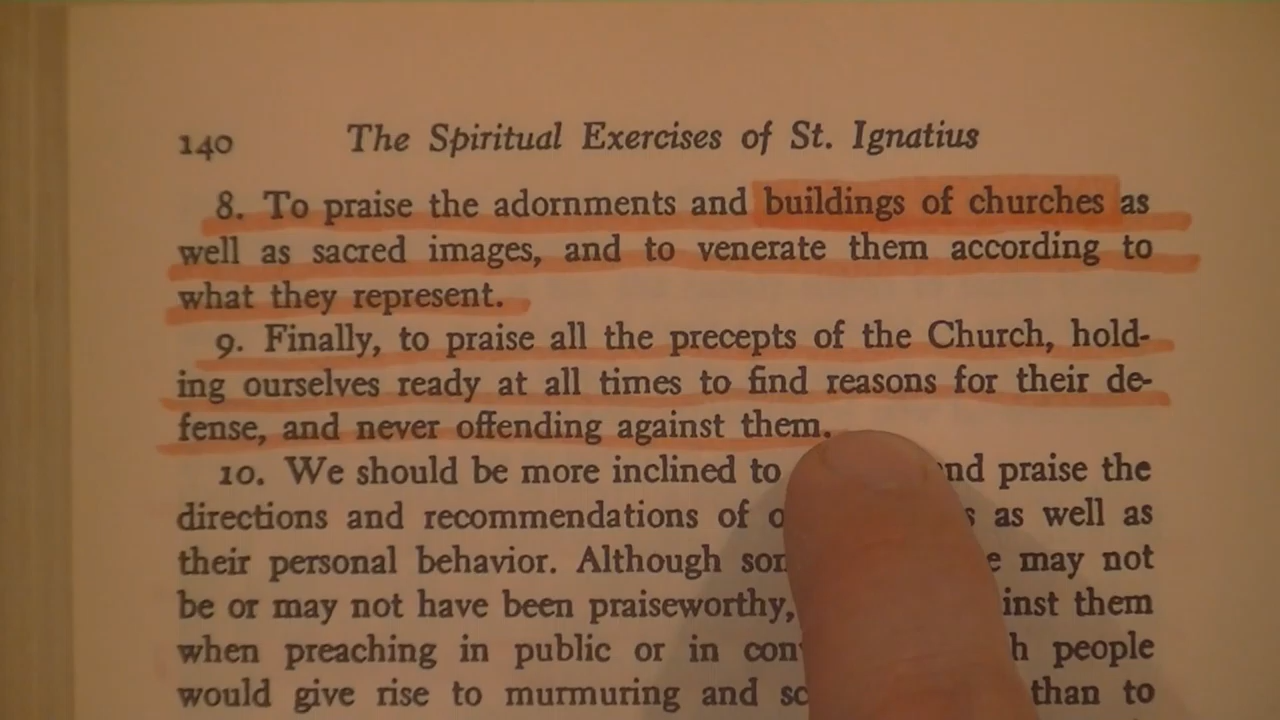 140 The Spiritual Exercises of St. Ignatius
8. To praise the adornments and buildings of churches as
well as sacred images, and to venerate them according to
what they represent.
9. Finally, to praise all the precepts of the Church, hold-
ing ourselves ready at all times to find reasons for their de-
fense, and never offending against them.
10. We should be more inclined to praise the
directions and recommendations of as well as
their personal behavior. Although may not
be or may not have been praiseworthy, them
when preaching in public or in people
would give rise to murmuring and than to